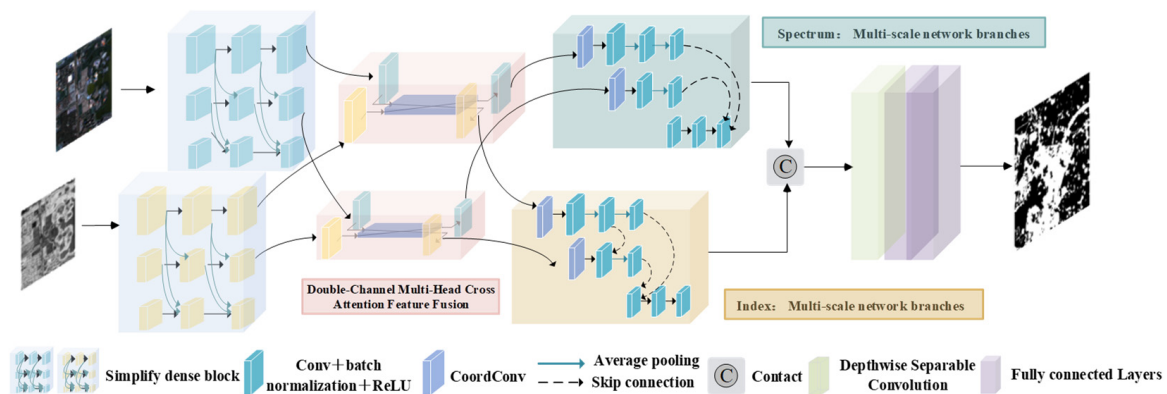 Spectrum： Multi-scale network branches
C
Double-Channel Multi-Head Cross
Attention Feature Fusion
Index： Multi-scale network branches
Simplify dense block
Conv+batch
normalization+ReLU
CoordConv
Average pooling
Skip connection
C
Contact
Depthwise Separable
Convolution
Fully connected Layers